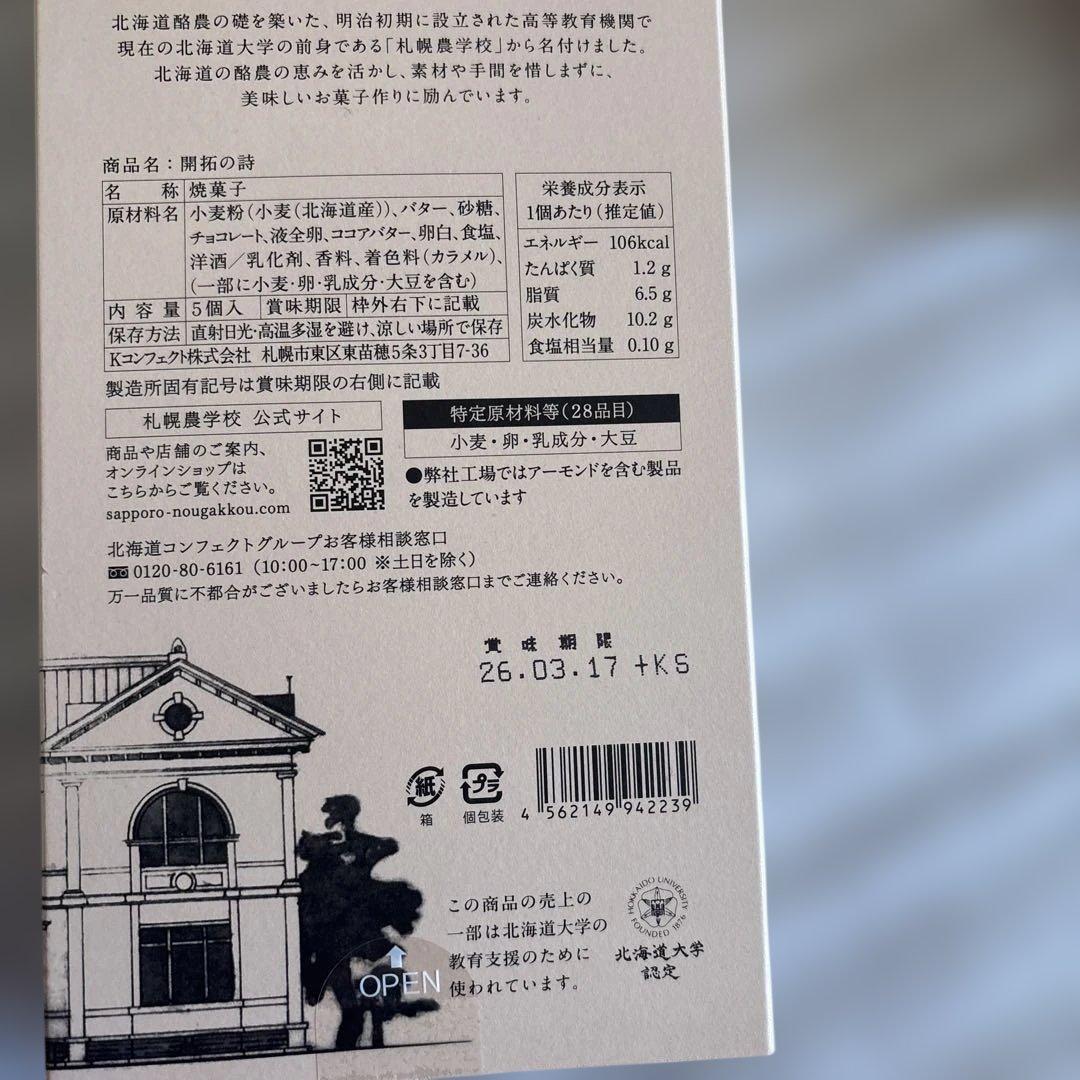 北海道酪農の礎を築いた、明治初期に設立された高等教育機関で
現在の北海道大学の前身である「札幌農学校」から名付けました。
北海道の酪農の恵みを活かし、素材や手間を惜しまずに、
美味しいお菓子作りに励んでいます。
商品名：開拓の詩
名 称 焼菓子
原材料名 小麦粉（小麦（北海道産））、バター、砂糖、
チョコレート、液全卵、ココアバター、卵白、食塩、
洋酒／乳化剤、香料、着色料（カラメル）、
（一部に小麦・卵・乳成分・大豆を含む）
内容量 5個入 賞味期限 枠外右下に記載
保存方法 直射日光・高温多湿を避け、涼しい場所で保存
Kコンフェクト株式会社 札幌市東区東苗穂5条3丁目7-36
栄養成分表示
1個あたり（推定値）
エネルギー 106kcal
たんぱく質 1.2 g
脂質 6.5 g
炭水化物 10.2 g
食塩相当量 0.10 g
製造所固有記号は賞味期限の右側に記載
札幌農学校 公式サイト
商品や店舗のご案内、
オンラインショップは
こちらからご覧ください。
sapporo-nougakkou.com
特定原材料等（28品目）
小麦・卵・乳成分・大豆
●弊社工場ではアーモンドを含む製品
を製造しています
北海道コンフェクトグループお客様相談窓口
0120-80-6161（10:00~17:00 ※土日を除く）
万一品質に不都合がございましたらお客様相談窓口までご連絡ください。
賞味期限
26.03.17 +KS
紙
箱
プラ
個包装
4 562149 942239
この商品の売上の
一部は北海道大学の
教育支援のために
使われています。
HOKKAIDO UNIVERSITY
FOUNDED 1876
北海道大学
認定
OPEN